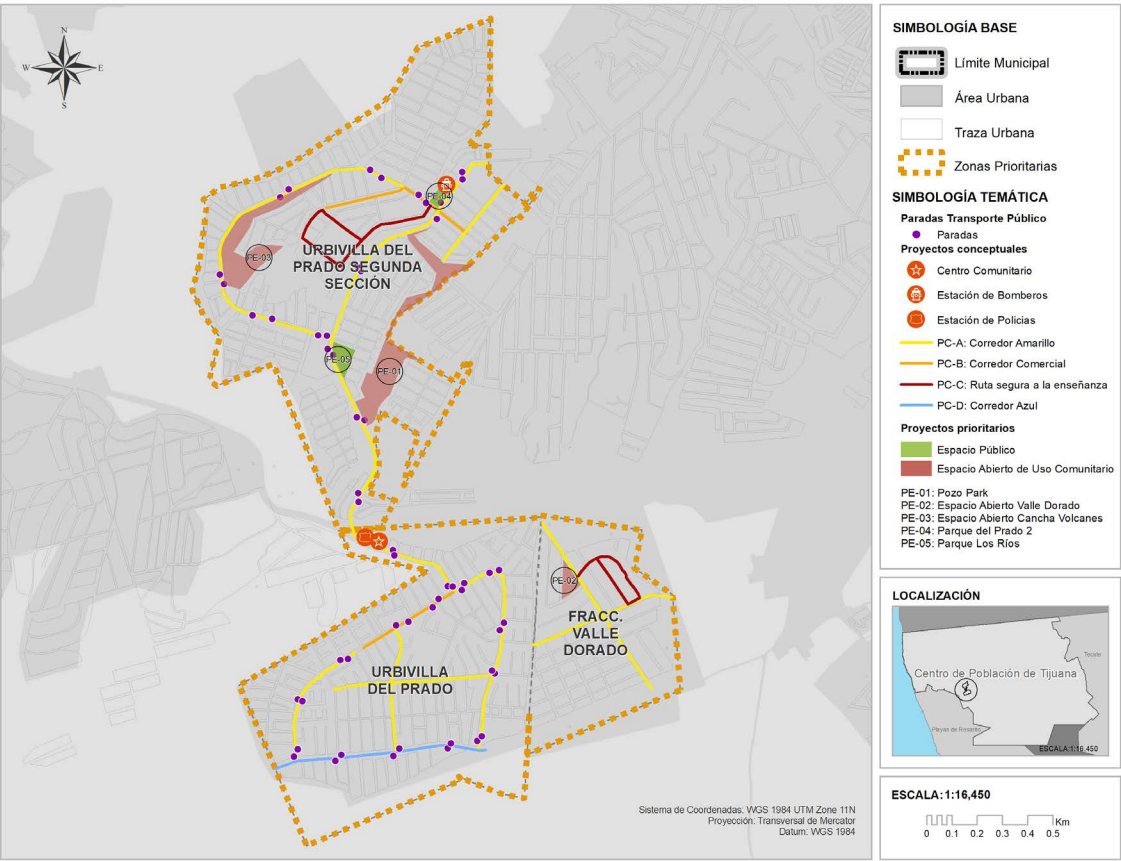 N
W
E
S
PE-04
PE-03
URBIVILLA DEL
PRADO SEGUNDA
SECCIÓN
PE-05
PE-01
PE-02
FRACC.
VALLE
DORADO
URBIVILLA
DEL PRADO
Sistema de Coordenadas: WGS 1984 UTM Zone 11N
Proyección: Transversal de Mercator
Datum: WGS 1984
SIMBOLOGÍA BASE
Límite Municipal
Área Urbana
Traza Urbana
Zonas Prioritarias
SIMBOLOGÍA TEMÁTICA
Paradas Transporte Público
Paradas
Proyectos conceptuales
Centro Comunitario
Estación de Bomberos
Estación de Policias
PC-A: Corredor Amarillo
PC-B: Corredor Comercial
PC-C: Ruta segura a la enseñanza
PC-D: Corredor Azul
Proyectos prioritarios
Espacio Público
Espacio Abierto de Uso Comunitario
PE-01: Pozo Park
PE-02: Espacio Abierto Valle Dorado
PE-03: Espacio Abierto Cancha Volcanes
PE-04: Parque del Prado 2
PE-05: Parque Los Ríos
LOCALIZACIÓN
Tecate
Centro de Población de Tijuana
Playas de Rosarito
ESCALA:1:16,450
ESCALA:1:16,450
Km
0 0.1 0.2 0.3 0.4 0.5